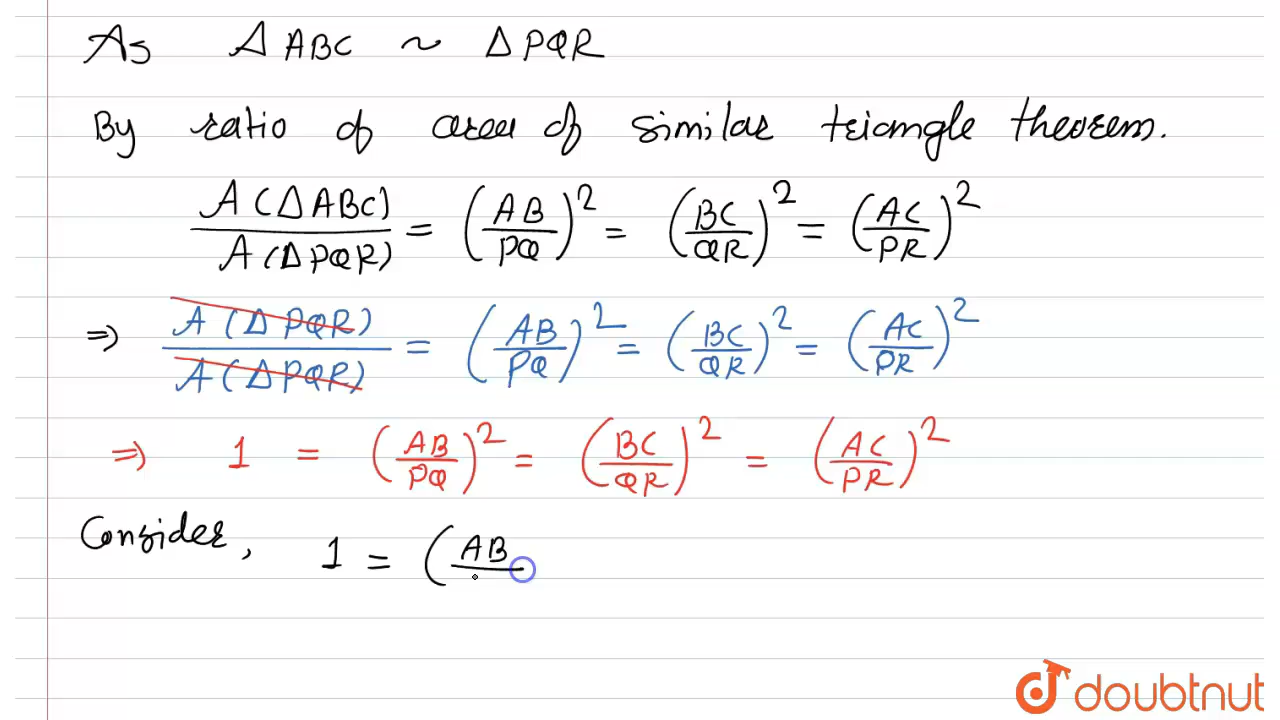 As Δ ABC ~ Δ PQR
By ratio of area of similar triangle theorem.
A(ΔABC)/A(ΔPQR) = (AB/PQ)² = (BC/QR)² = (AC/PR)²
⇒ A(ΔPQR)/A(ΔPQR) = (AB/PQ)² = (BC/QR)² = (AC/PR)²
⇒ 1 = (AB/PQ)² = (BC/QR)² = (AC/PR)²
Consider, 1 = (AB/
doubtnut